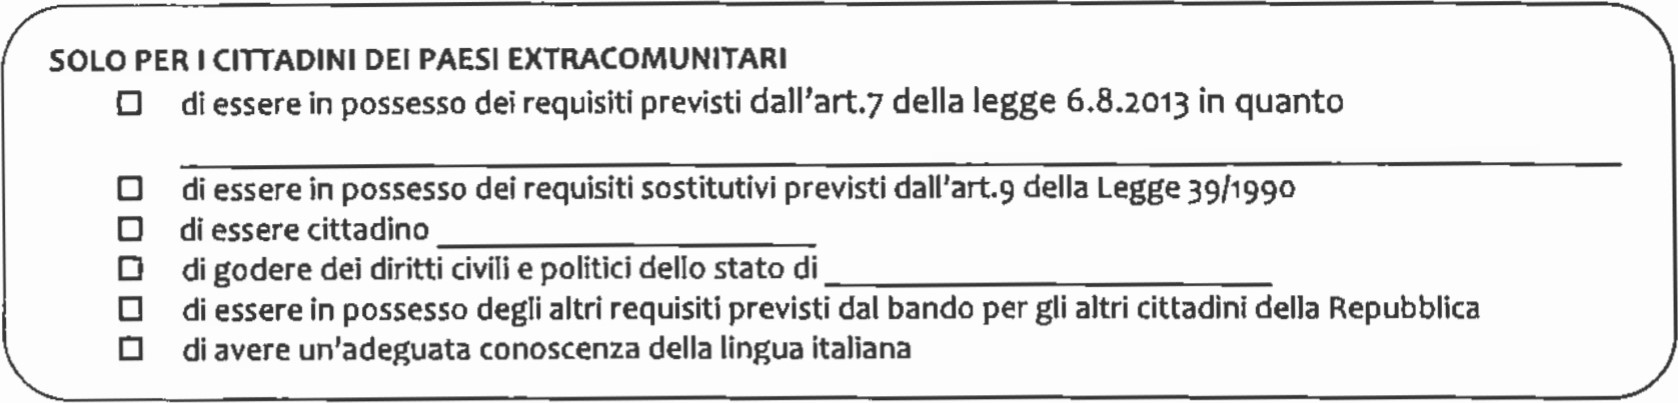 SOLO PER I CITTADINI DEI PAESI EXTRACOMUNITARI
☐ di essere in possesso dei requisiti previsti dall'art.7 della legge 6.8.2013 in quanto
☐ di essere in possesso dei requisiti sostitutivi previsti dall'art.9 della Legge 39/1990
☐ di essere cittadino ____________________
☐ di godere dei diritti civili e politici dello stato di ____________________
☐ di essere in possesso degli altri requisiti previsti dal bando per gli altri cittadini della Repubblica
☐ di avere un'adeguata conoscenza della lingua italiana